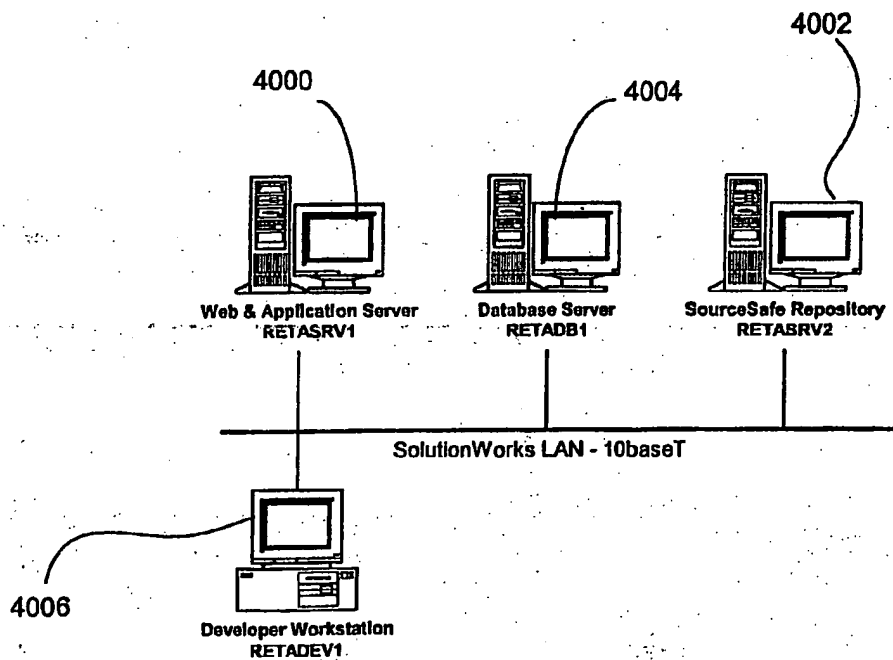 4002
4000
4004
Web & Application Server
RETASRV1
Database Server
RETADB1
SourceSafe Repository
RETASRV2
SolutionWorks LAN - 10baseT
4006
Developer Workstation
RETADEV1